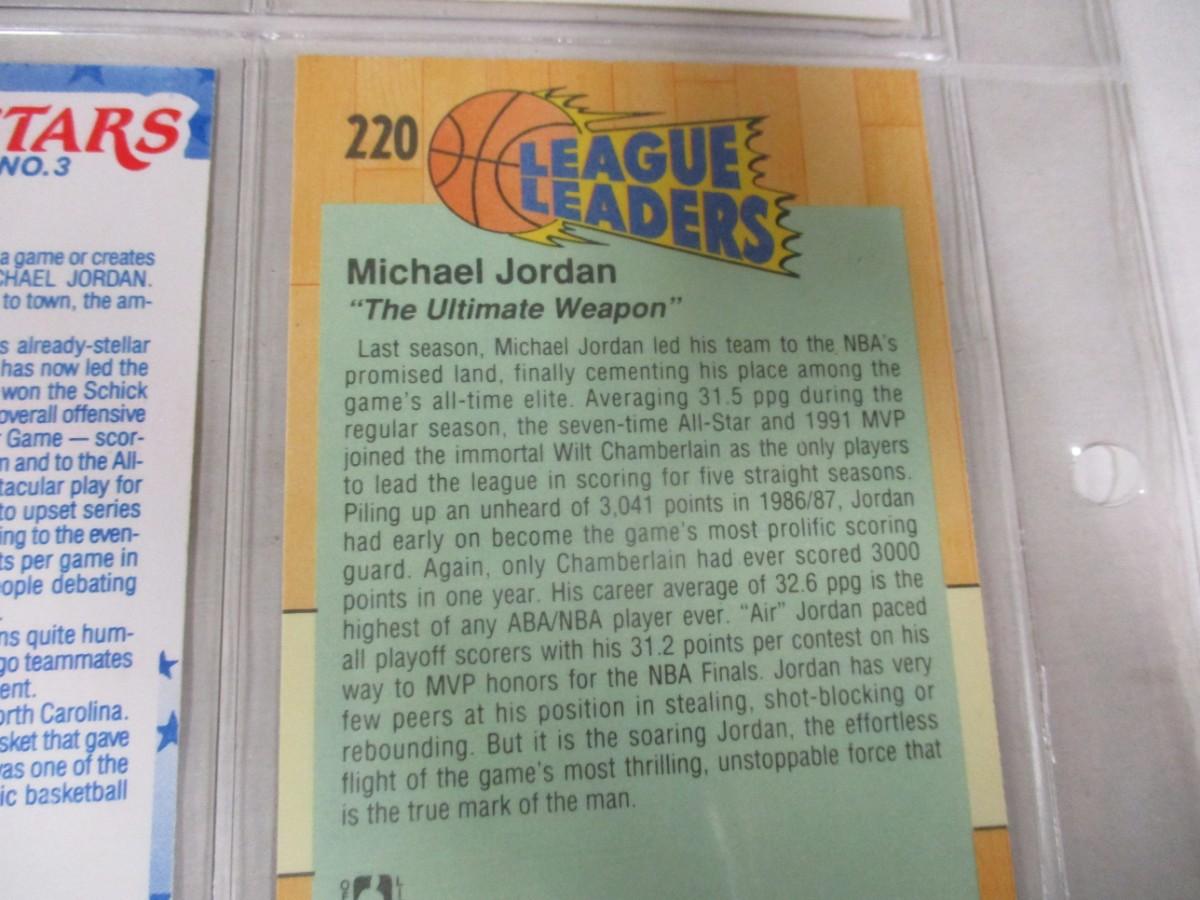 TARS
NO. 3
a game or creates
CHAEL JORDAN.
to town, the am-
s already-stellar
has now led the
won the Schick
overall offensive
Game — scor-
n and to the All-
tacular play for
to upset series
ing to the even-
ts per game in
eople debating
ns quite hum-
go teammates
ent.
orth Carolina.
sket that gave
was one of the
ic basketball
220
LEAGUE
LEADERS
Michael Jordan
“The Ultimate Weapon”
Last season, Michael Jordan led his team to the NBA's
promised land, finally cementing his place among the
game's all-time elite. Averaging 31.5 ppg during the
regular season, the seven-time All-Star and 1991 MVP
joined the immortal Wilt Chamberlain as the only players
to lead the league in scoring for five straight seasons.
Piling up an unheard of 3,041 points in 1986/87, Jordan
had early on become the game's most prolific scoring
guard. Again, only Chamberlain had ever scored 3000
points in one year. His career average of 32.6 ppg is the
highest of any ABA/NBA player ever. “Air” Jordan paced
all playoff scorers with his 31.2 points per contest on his
way to MVP honors for the NBA Finals. Jordan has very
few peers at his position in stealing, shot-blocking or
rebounding. But it is the soaring Jordan, the effortless
flight of the game's most thrilling, unstoppable force that
is the true mark of the man.